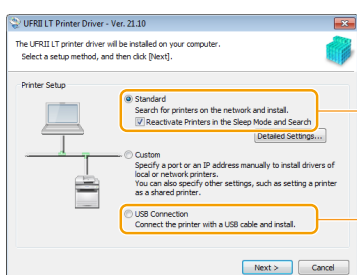 UFRII LT Printer Driver - Ver. 21.10
The UFRII LT printer driver will be installed on your computer.
Select a setup method, and then click [Next].
Printer Setup
Standard
Search for printers on the network and install.
Reactivate Printers in the Sleep Mode and Search
Detailed Settings...
Custom
Specify a port or an IP address manually to install drivers of
local or network printers.
You can also specify other settings, such as setting a printer
as a shared printer.
USB Connection
Connect the printer with a USB cable and install.
Next >
Cancel